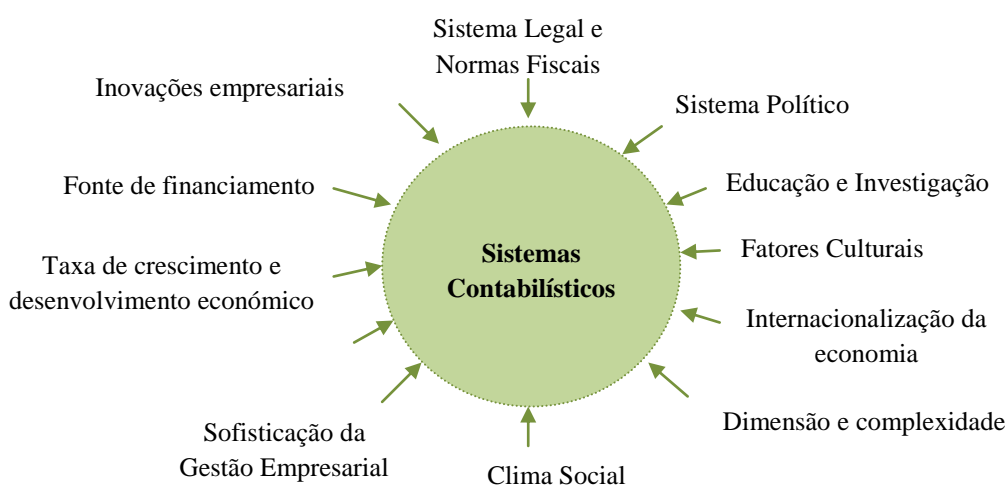 Sistema Legal e
Normas Fiscais
Inovações empresariais
Sistema Político
Fonte de financiamento
Educação e Investigação
Taxa de crescimento e
desenvolvimento económico
Sistemas
Contabilísticos
Fatores Culturais
Internacionalização da
economia
Sofisticação da
Gestão Empresarial
Clima Social
Dimensão e complexidade